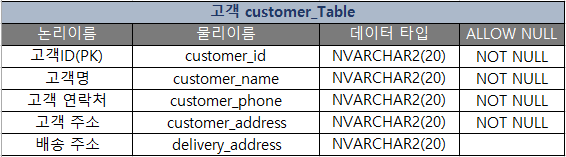 고객 customer_Table
논리이름 물리이름 데이터 타입 ALLOW NULL
고객ID(PK) customer_id NVARCHAR2(20) NOT NULL
고객명 customer_name NVARCHAR2(20) NOT NULL
고객 연락처 customer_phone NVARCHAR2(20) NOT NULL
고객 주소 customer_address NVARCHAR2(20) NOT NULL
배송 주소 delivery_address NVARCHAR2(20)